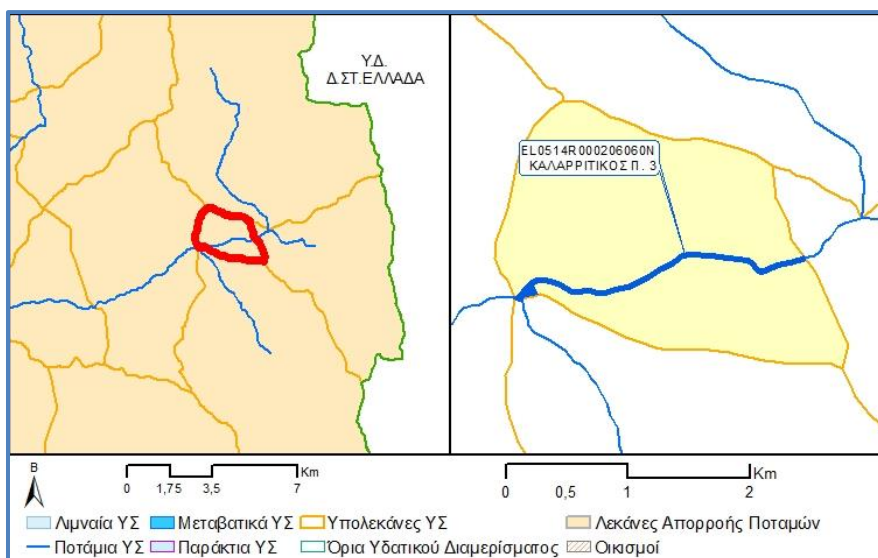 Υ.Δ.
Δ.ΣΤ.ΕΛΛΑΔΑ
EL0514R000206060N
ΚΑΛΑΡΡΙΤΙΚΟΣ Π. 3
Β
Km
0 1,75 3,5 7
Km
0 0,5 1 2
Λιμναία ΥΣ Μεταβατικά ΥΣ Υπολεκάνες ΥΣ Λεκάνες Απορροής Ποταμών
Ποτάμια ΥΣ Παράκτια ΥΣ Όρια Υδατικού Διαμερίσματος Οικισμοί